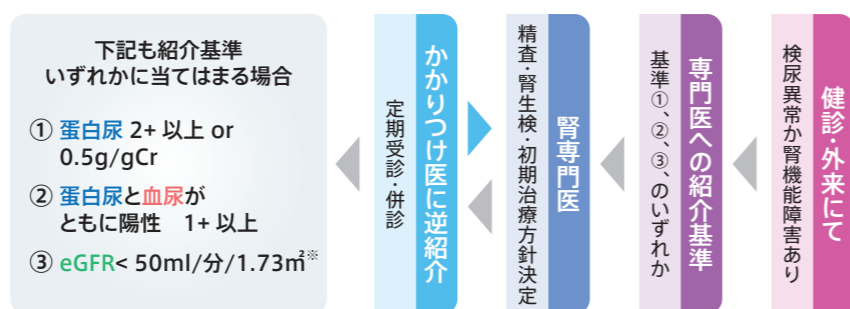 健診・外来にて
検尿異常か腎機能障害あり
専門医への紹介基準
基準①、②、③、のいずれか
腎専門医
精査・腎生検・初期治療方針決定
かかりつけ医に逆紹介
定期受診・併診
下記も紹介基準
いずれかに当てはまる場合
① 蛋白尿 2+ 以上 or
0.5g/gCr
② 蛋白尿と血尿が
ともに陽性　1+ 以上
③ eGFR< 50ml/分/1.73㎡※